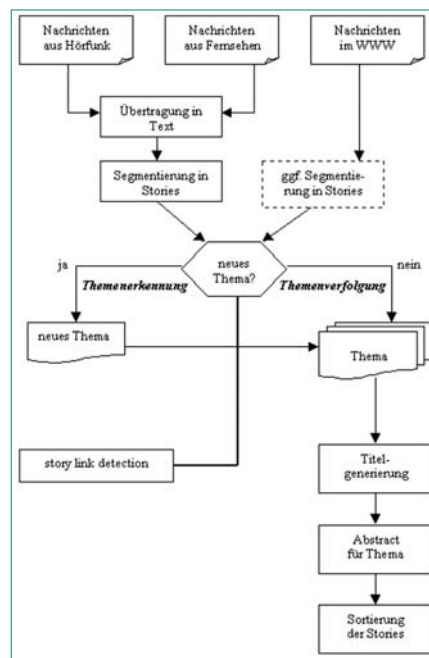 Nachrichten
aus Hörfunk
Nachrichten
aus Fernsehen
Nachrichten
im WWW
Übertragung in
Text
Segmentierung in
Stories
ggf. Segmentie-
rung in Stories
neues
Thema?
ja
nein
Themenerkennung
Themenverfolgung
neues Thema
Thema
story link detection
Titel-
generierung
Abstract
für Thema
Sortierung
der Stories